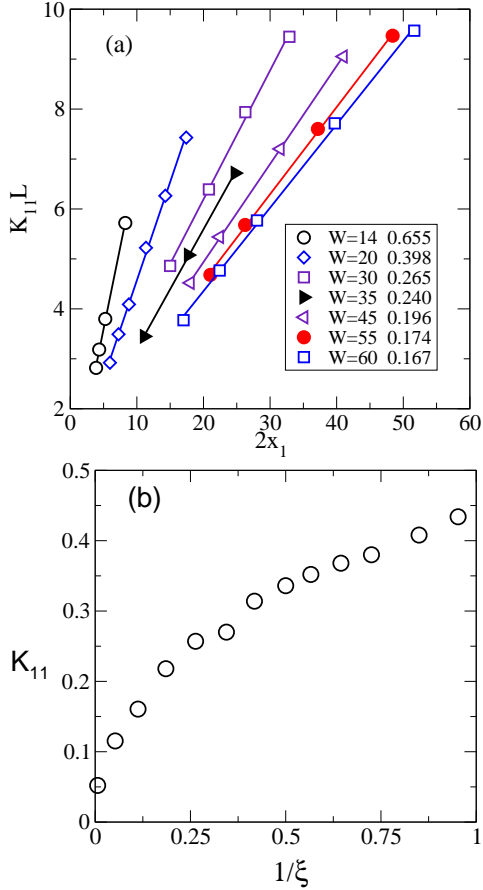 10
(a)
8
6
4
2
K₁₁L
W=14 0.655
W=20 0.398
W=30 0.265
W=35 0.240
W=45 0.196
W=55 0.174
W=60 0.167
0 10 20 30 40 50 60
2x₁
0.5
(b)
0.4
0.3
K₁₁
0.2
0.1
0
0 0.25 0.5 0.75 1
1/ξ